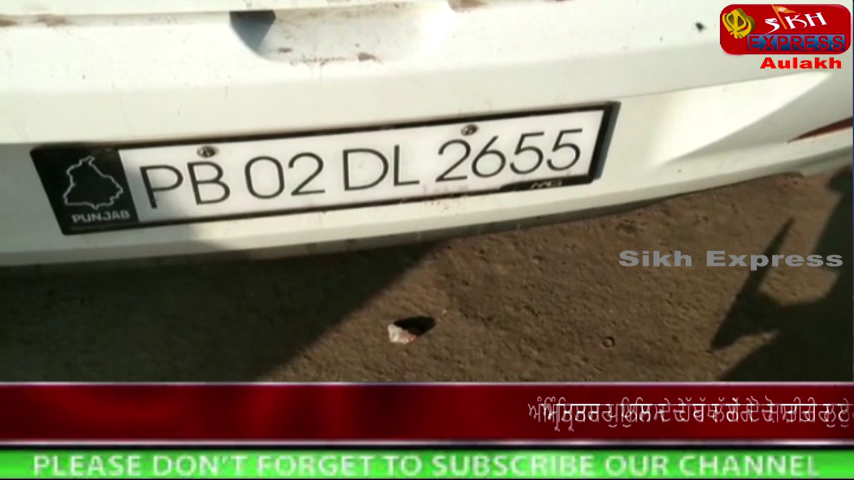 SIKH
EXPRESS
Aulakh
PUNJAB
PB 02 DL 2655
Sikh Express
PLEASE DON'T FORGET TO SUBSCRIBE OUR CHANNEL